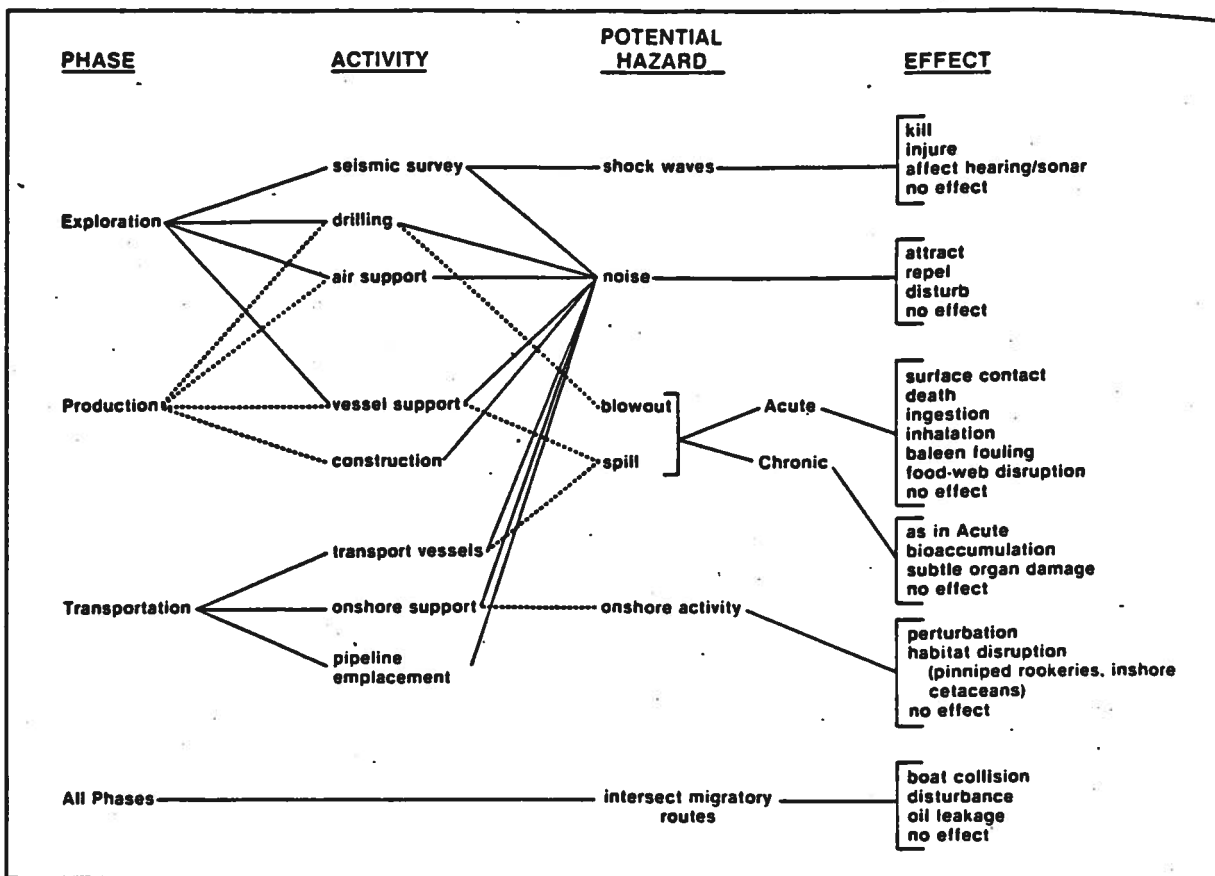 PHASE
ACTIVITY
POTENTIAL
HAZARD
EFFECT
kill
injure
affect hearing/sonar
no effect
seismic survey
shock waves
Exploration
drilling
air support
noise
attract
repel
disturb
no effect
Production
vessel support
construction
blowout
spill
Acute
Chronic
surface contact
death
ingestion
inhalation
baleen fouling
food-web disruption
no effect
as in Acute
bioaccumulation
subtle organ damage
no effect
Transportation
transport vessels
onshore support
pipeline
emplacement
onshore activity
perturbation
habitat disruption
(pinniped rookeries, inshore
cetaceans)
no effect
All Phases
intersect migratory
routes
boat collision
disturbance
oil leakage
no effect